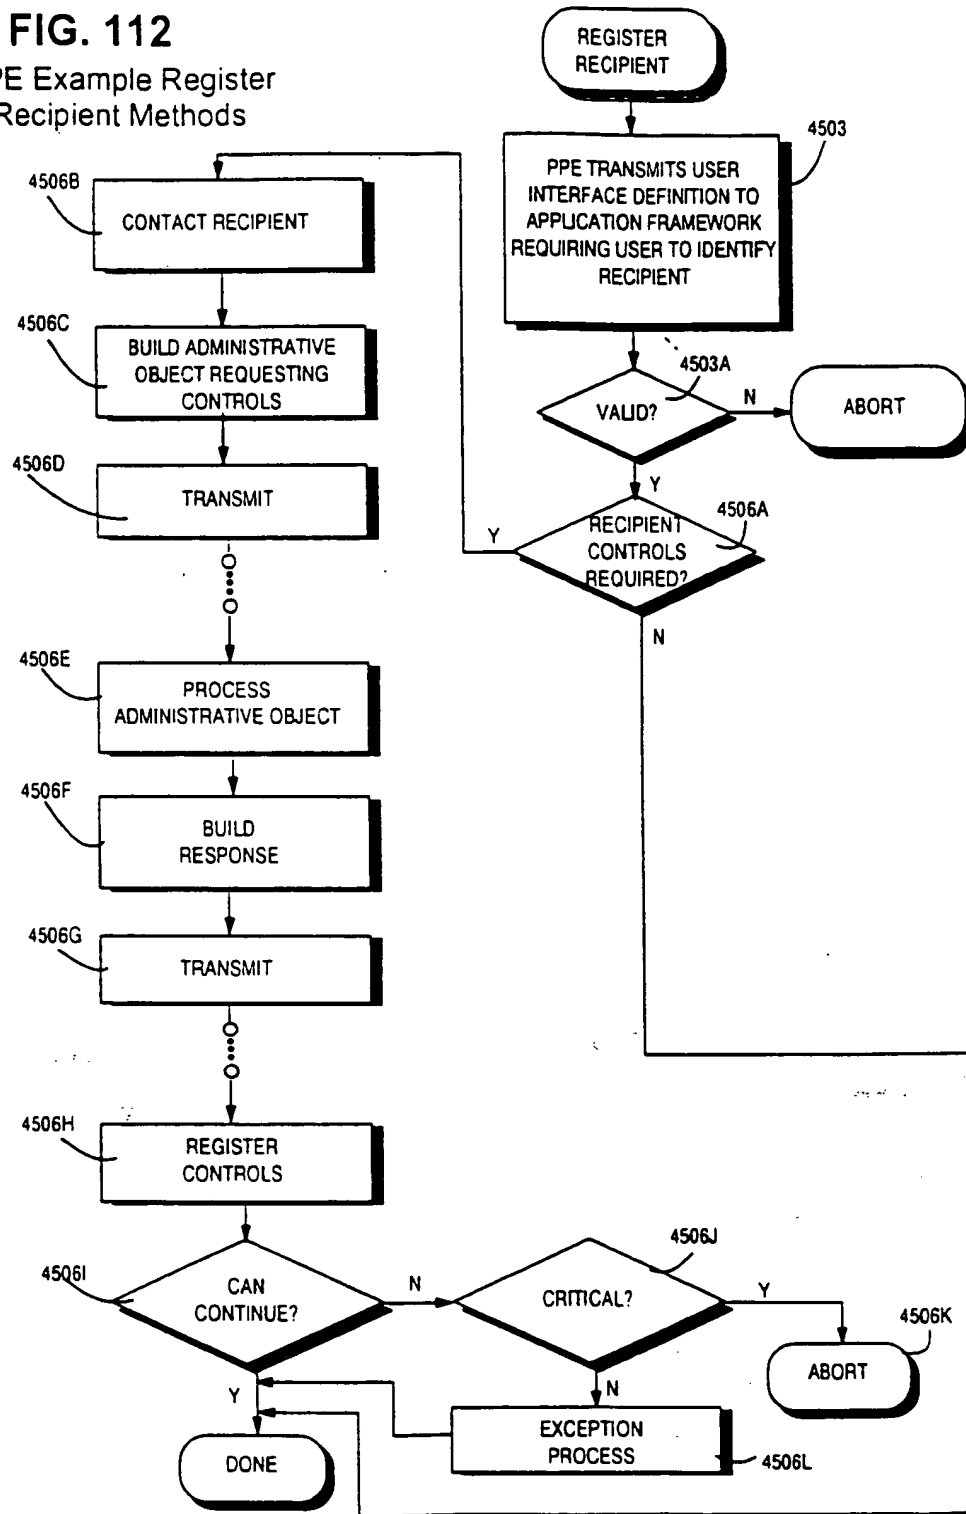 FIG. 112
PE Example Register
Recipient Methods
REGISTER
RECIPIENT
4503
PPE TRANSMITS USER
INTERFACE DEFINITION TO
APPLICATION FRAMEWORK
REQUIRING USER TO IDENTIFY
RECIPIENT
4503A
VALID?
N
ABORT
Y
4506A
RECIPIENT
CONTROLS
REQUIRED?
Y
N
4506B
CONTACT RECIPIENT
4506C
BUILD ADMINISTRATIVE
OBJECT REQUESTING
CONTROLS
4506D
TRANSMIT
4506E
PROCESS
ADMINISTRATIVE OBJECT
4506F
BUILD
RESPONSE
4506G
TRANSMIT
4506H
REGISTER
CONTROLS
4506I
CAN
CONTINUE?
N
4506J
CRITICAL?
Y
4506K
ABORT
N
EXCEPTION
PROCESS
4506L
Y
DONE